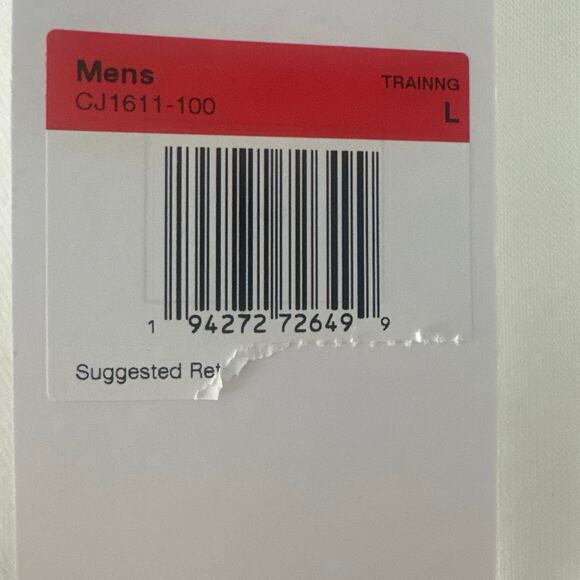 Mens
TRAINNG
CJ1611-100
L
1 94272 72649 9
Suggested Ret